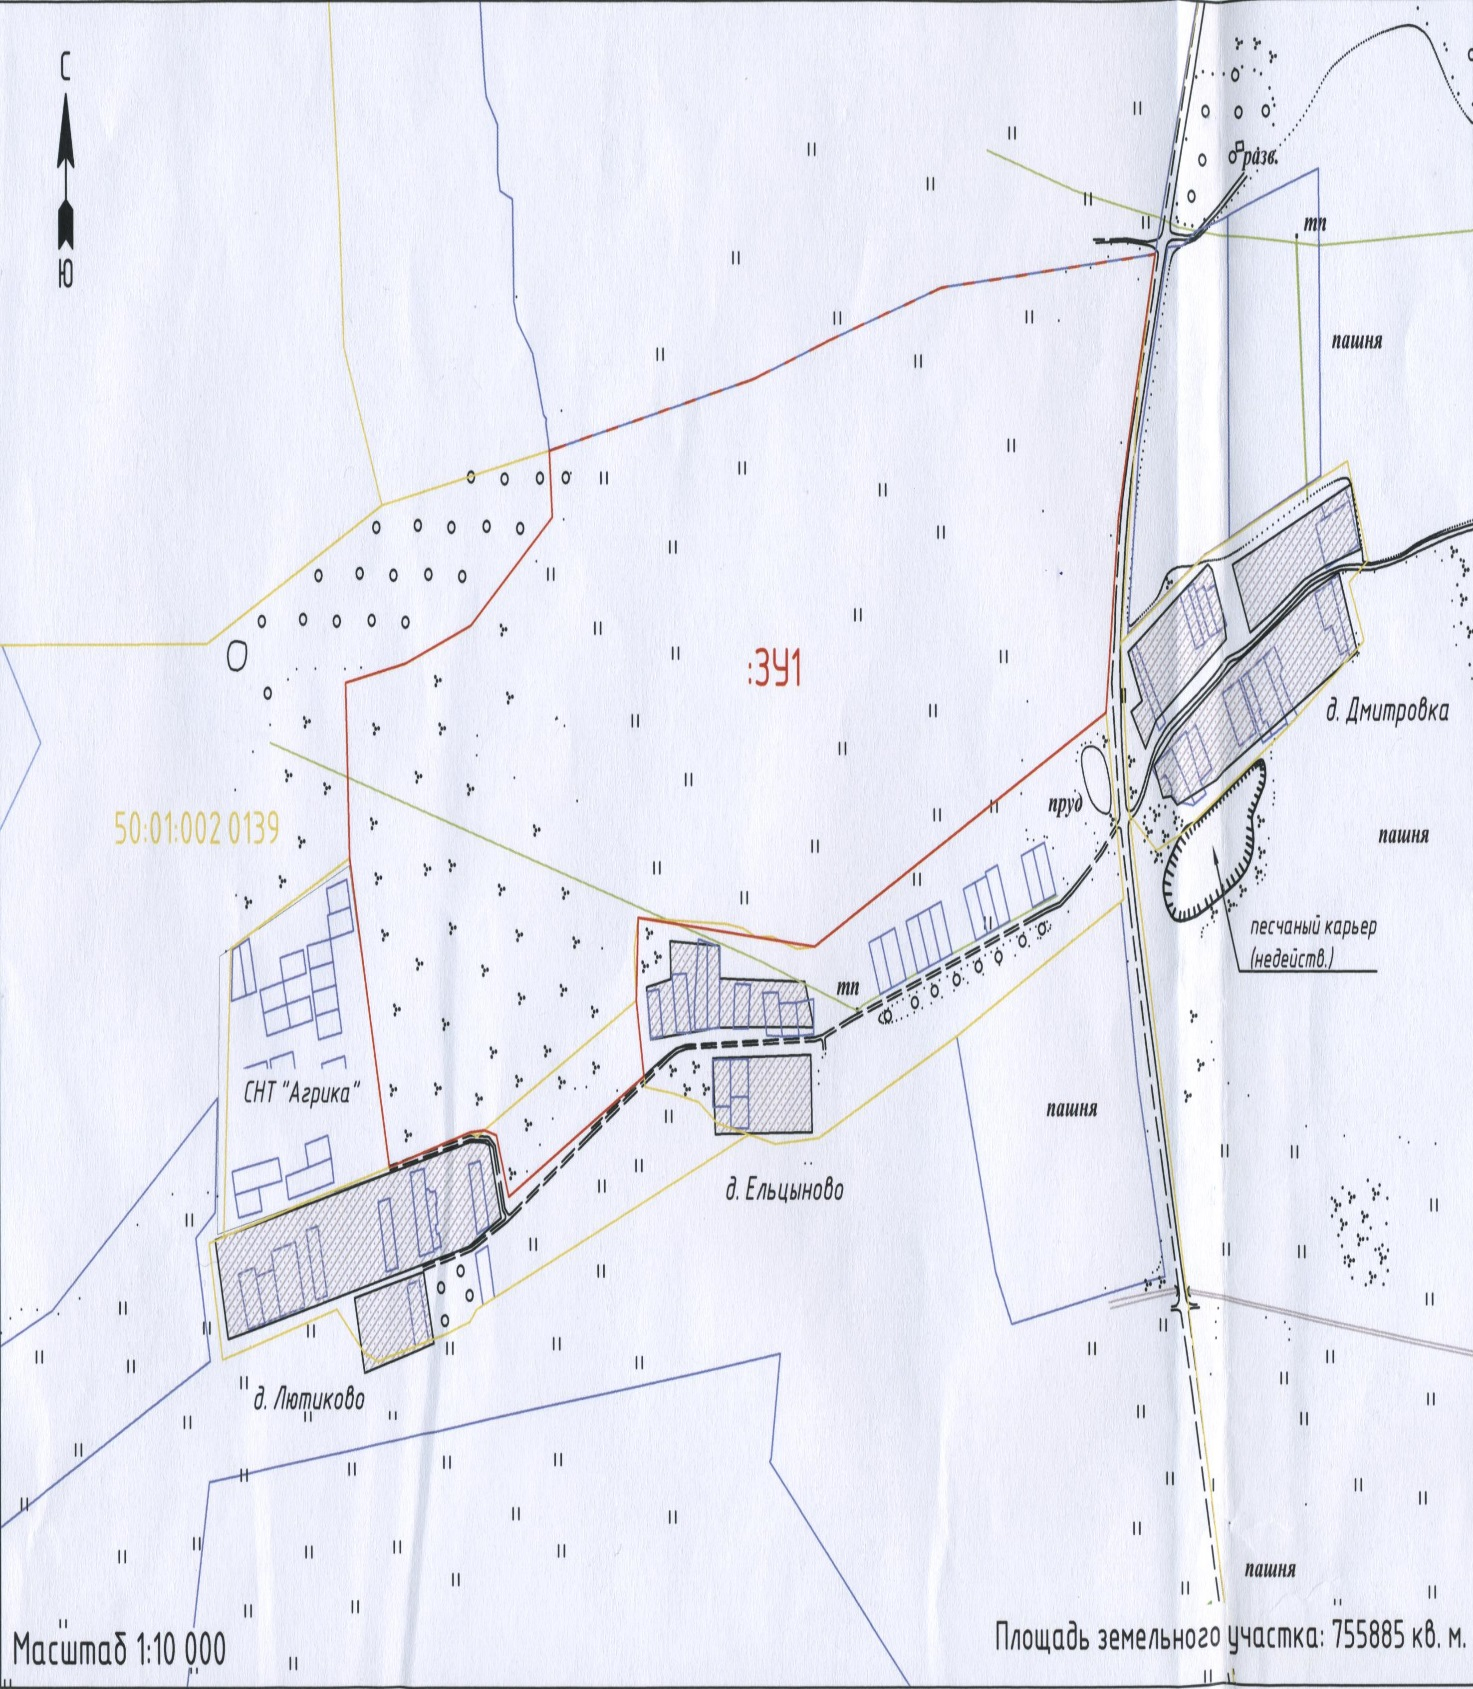 С
Ю
разв.
тп
пашня
:ЗУ1
д. Дмитровка
пруд
50:01:002 0139
пашня
песчаный карьер
(недейств.)
тп
СНТ "Агрика"
пашня
д. Ельцыново
д. Лютиково
пашня
Масштаб 1:10 000
Площадь земельного участка: 755885 кв. м.